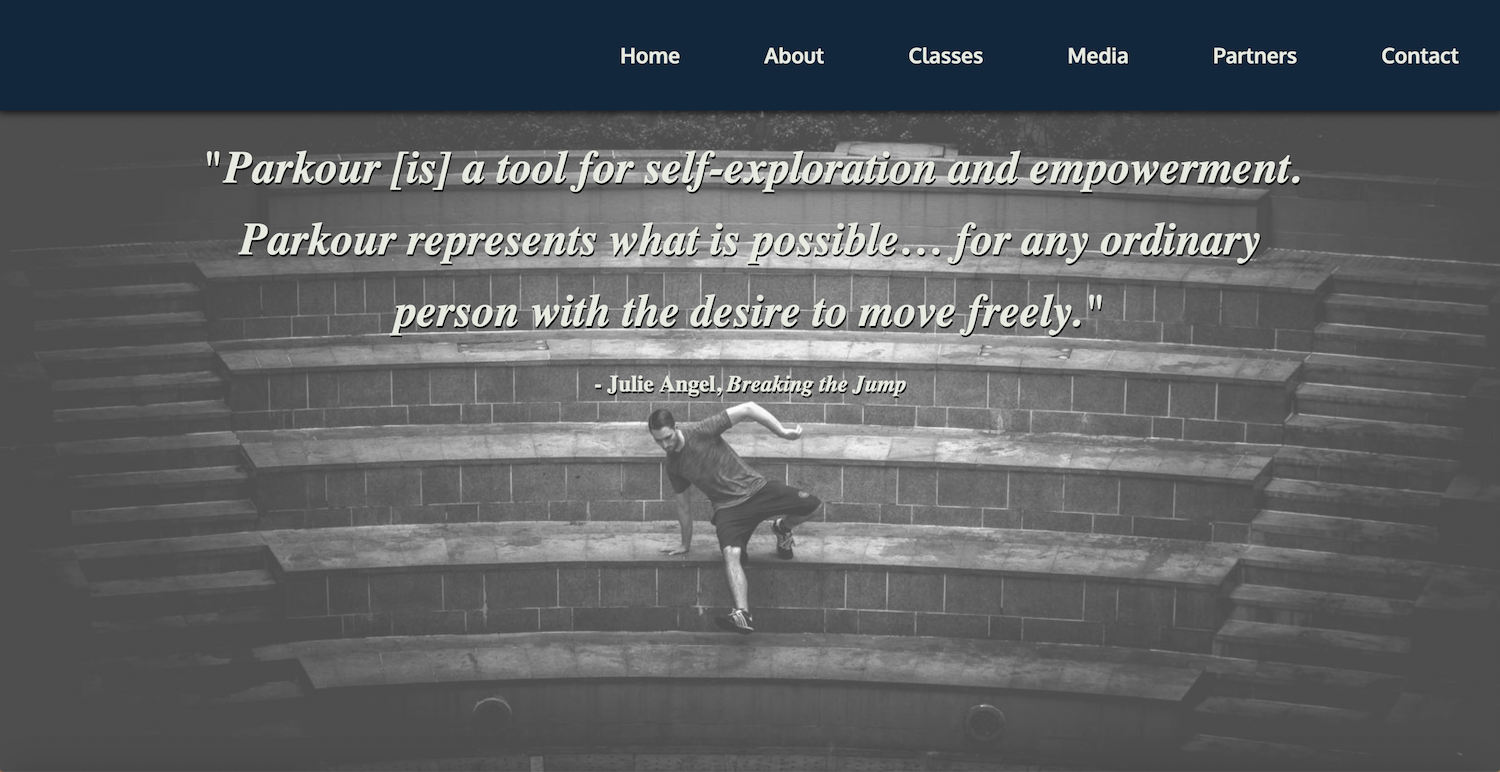 Home About Classes Media Partners Contact
"Parkour [is] a tool for self-exploration and empowerment.
Parkour represents what is possible… for any ordinary
person with the desire to move freely."
- Julie Angel, Breaking the Jump